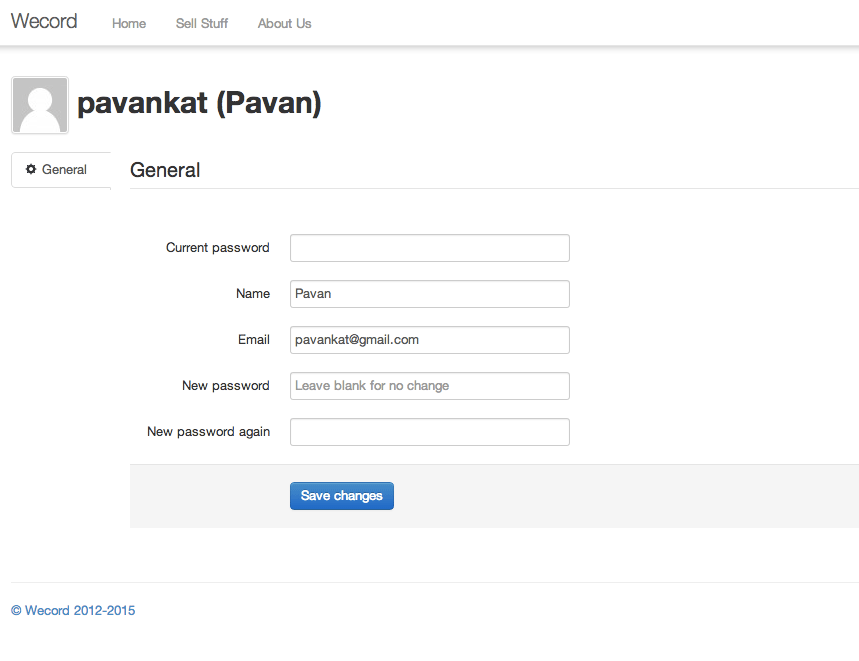 Wecord Home Sell Stuff About Us
pavankat (Pavan)
General
General
Current password
Name Pavan
Email pavankat@gmail.com
New password Leave blank for no change
New password again
Save changes
© Wecord 2012-2015